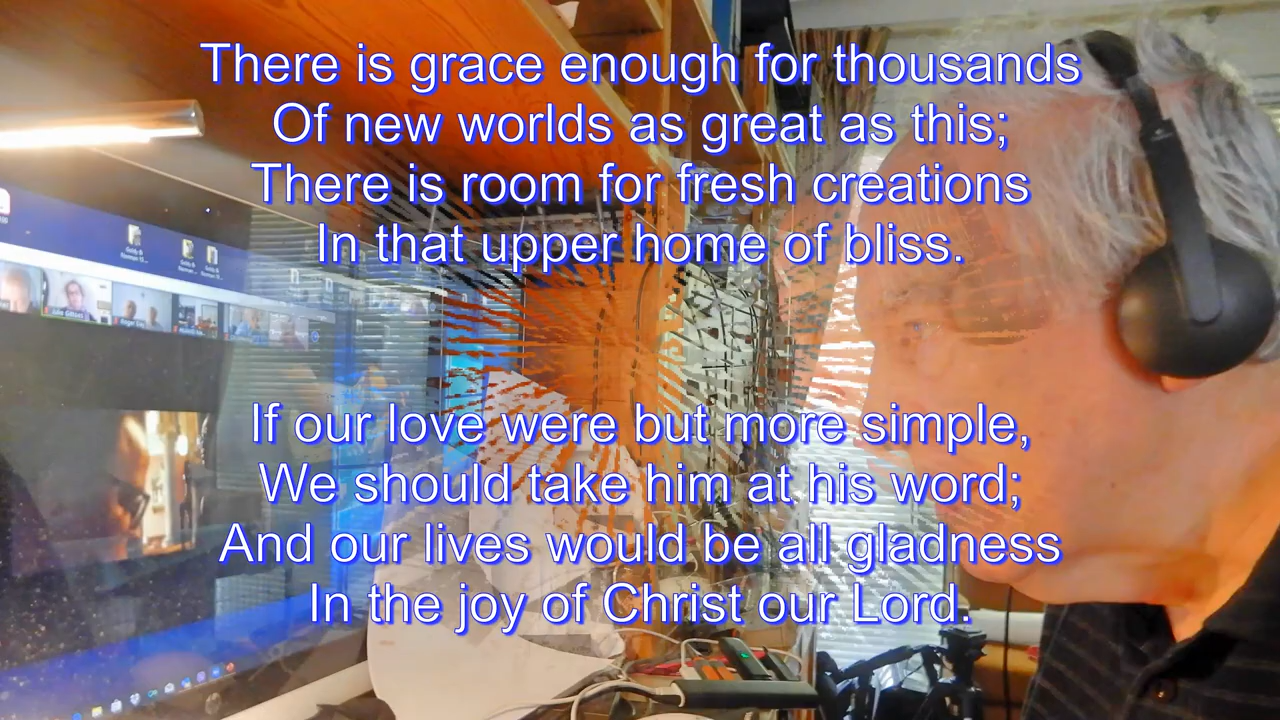 There is grace enough for thousands
Of new worlds as great as this;
There is room for fresh creations
In that upper home of bliss.
If our love were but more simple,
We should take him at his word;
And our lives would be all gladness
In the joy of Christ our Lord.